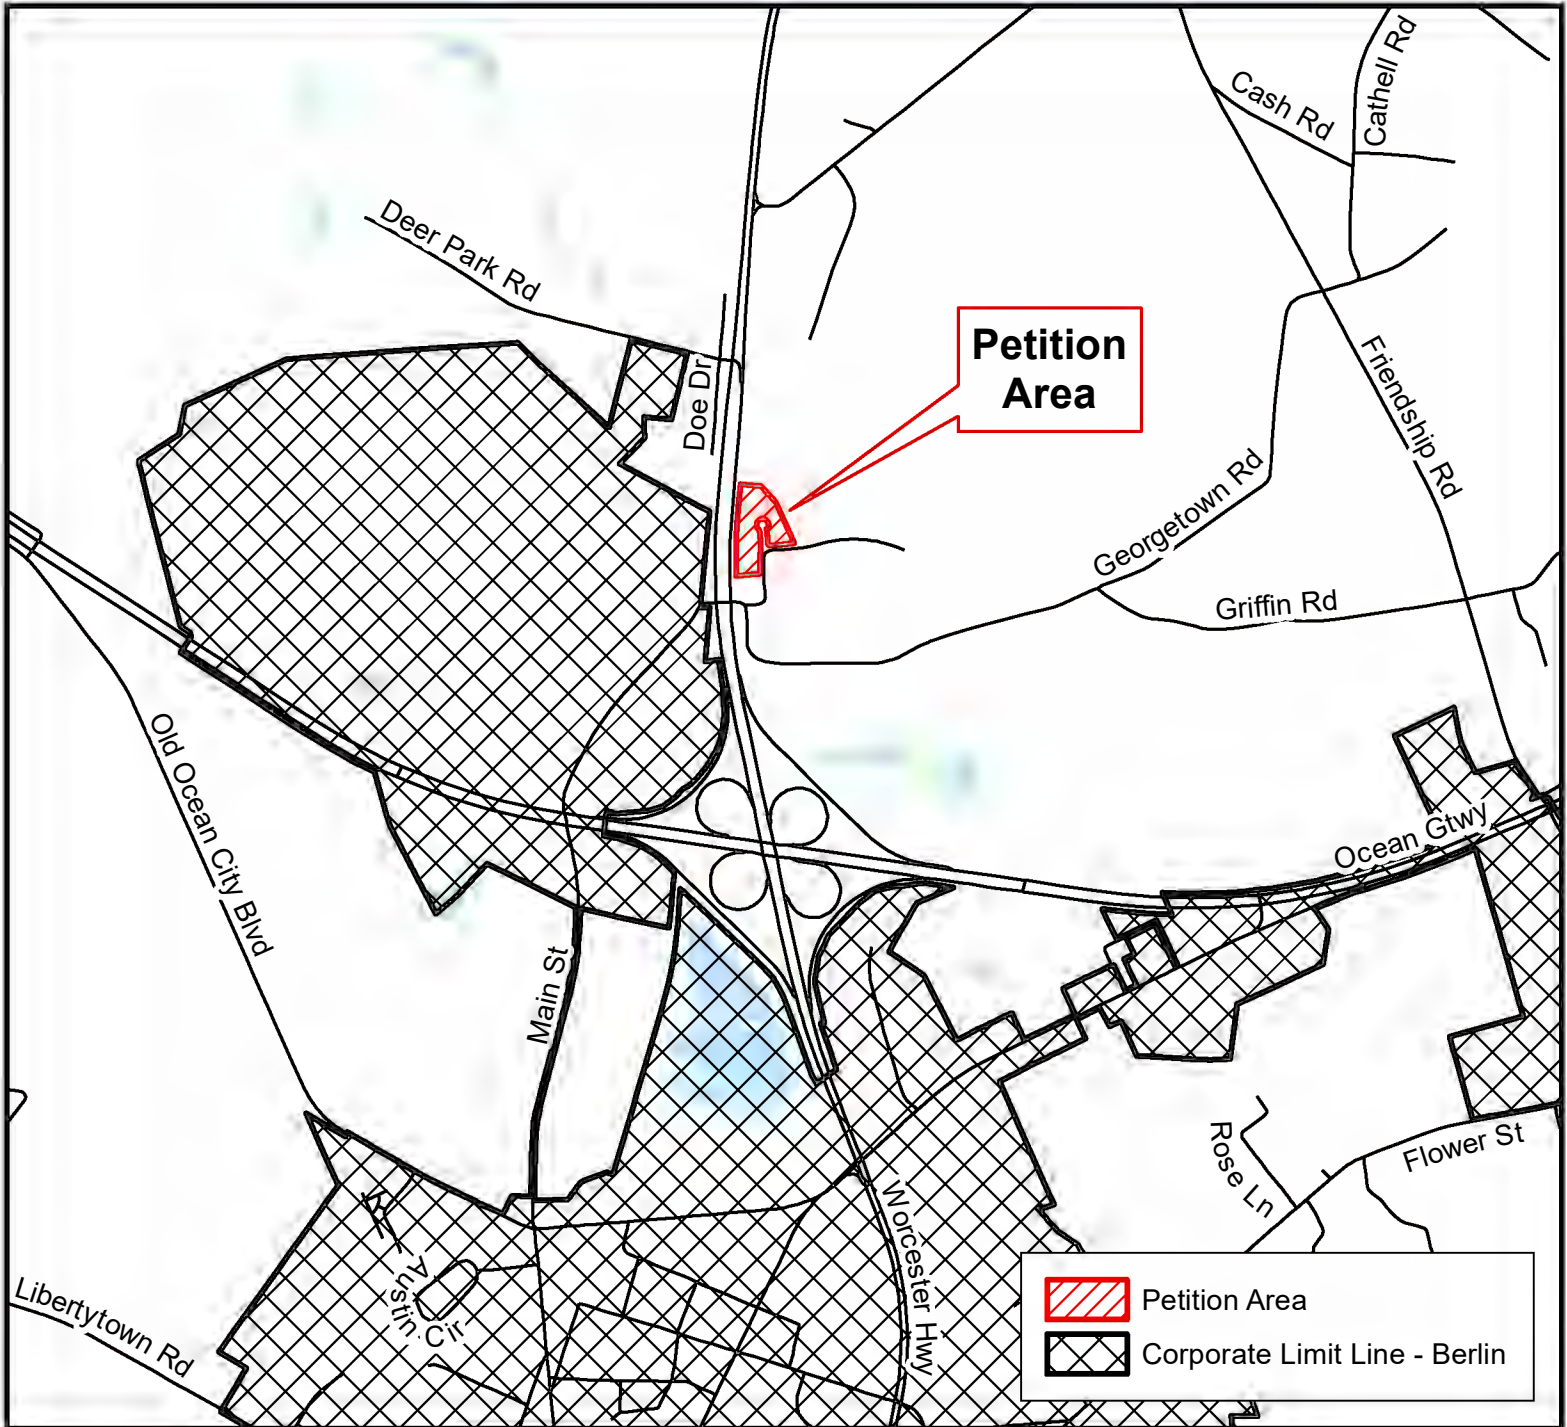 Cash Rd
Cathell Rd
Deer Park Rd
Petition
Area
Doe Dr
Friendship Rd
Georgetown Rd
Griffin Rd
Old Ocean City Blvd
Ocean Gtwy
Main St
Rose Ln
Flower St
Worcester Hwy
Austin Cir
Libertytown Rd
Petition Area
Corporate Limit Line - Berlin